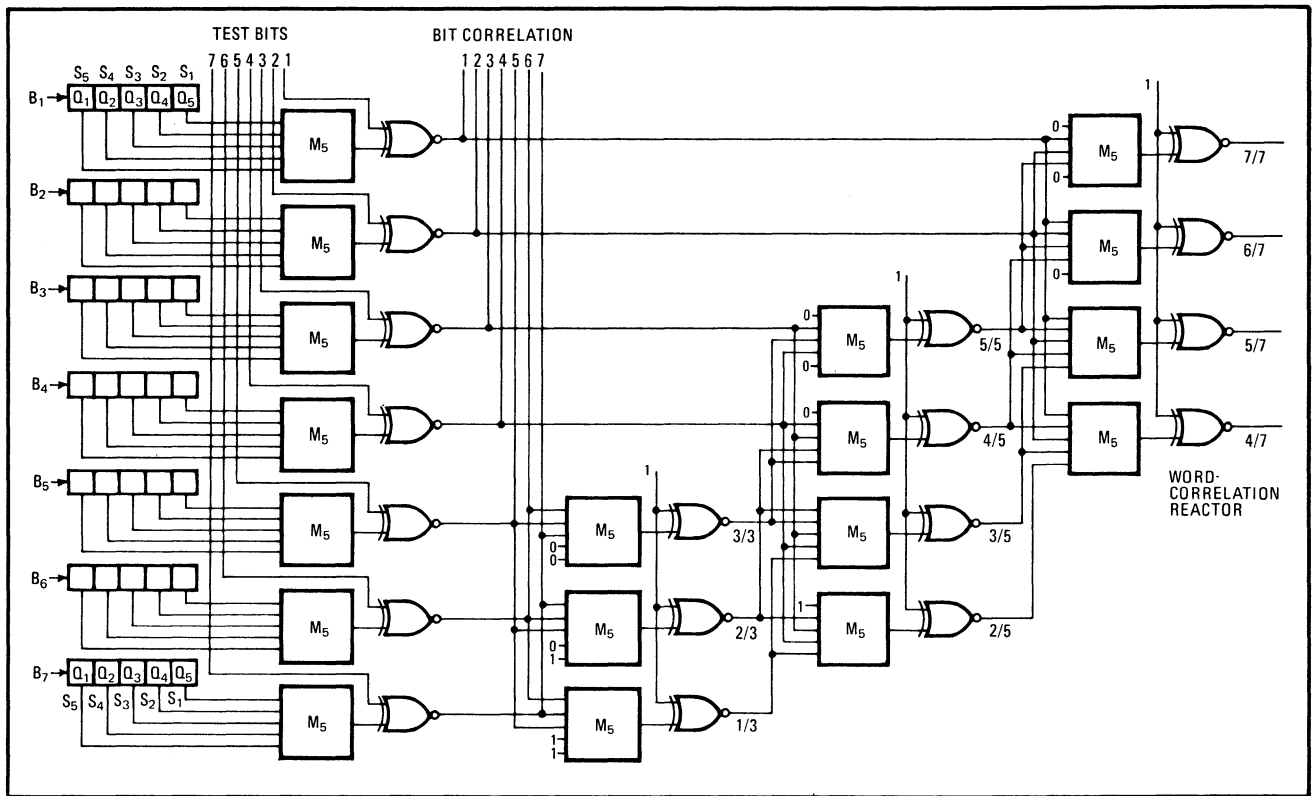 TEST BITS
BIT CORRELATION
7 6 5 4 3 2 1
1 2 3 4 5 6 7
S5 S4 S3 S2 S1
B1 Q1 Q2 Q3 Q4 Q5
M5
1
0
M5
0
7/7
B2
M5
M5
0
6/7
B3
M5
1
0
M5
0
5/5
M5
5/7
B4
M5
0
M5
4/5
M5
4/7
WORD-
CORRELATION
REACTOR
B5
M5
1
M5
0
0
3/3
M5
3/5
B6
M5
M5
0
1
2/3
1
M5
2/5
B7 Q1 Q2 Q3 Q4 Q5
S5 S4 S3 S2 S1
M5
M5
1
1
1/3